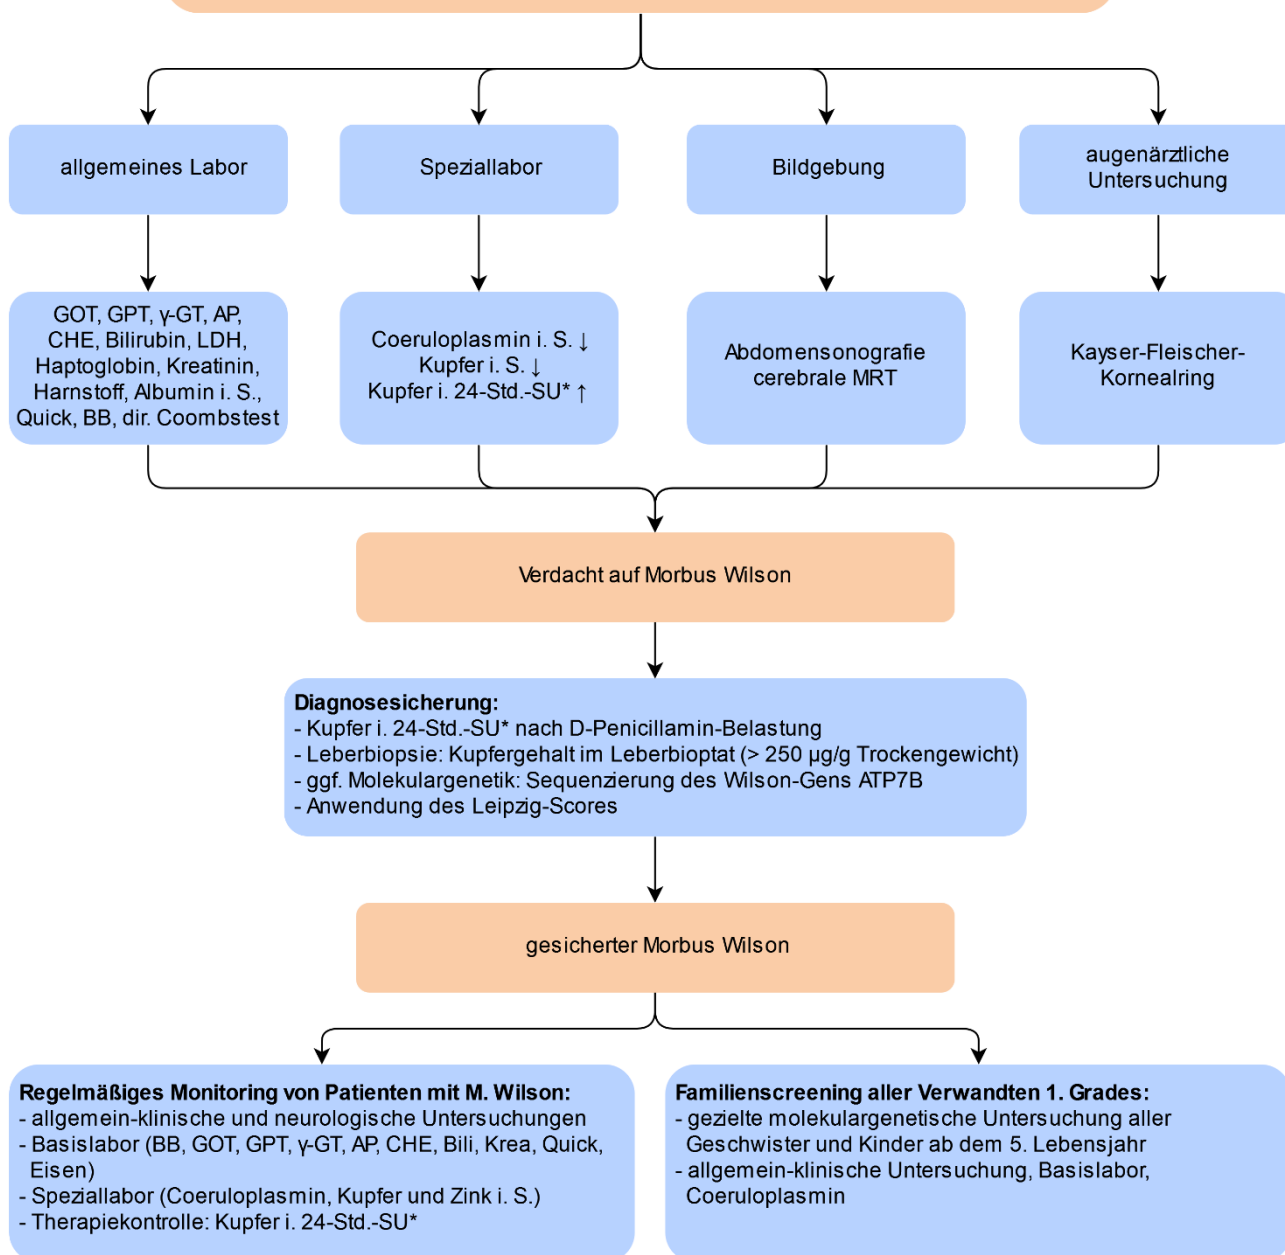 allgemeines Labor
Speziallabor
Bildgebung
augenärztliche
Untersuchung
GOT, GPT, γ-GT, AP,
CHE, Bilirubin, LDH,
Haptoglobin, Kreatinin,
Harnstoff, Albumin i. S.,
Quick, BB, dir. Coombstest
Coeruloplasmin i. S. ↓
Kupfer i. S. ↓
Kupfer i. 24-Std.-SU* ↑
Abdomensonografie
cerebrale MRT
Kayser-Fleischer-
Kornealring
Verdacht auf Morbus Wilson
Diagnosesicherung:
- Kupfer i. 24-Std.-SU* nach D-Penicillamin-Belastung
- Leberbiopsie: Kupfergehalt im Leberbioptat (> 250 µg/g Trockengewicht)
- ggf. Molekulargenetik: Sequenzierung des Wilson-Gens ATP7B
- Anwendung des Leipzig-Scores
gesicherter Morbus Wilson
Regelmäßiges Monitoring von Patienten mit M. Wilson:
- allgemein-klinische und neurologische Untersuchungen
- Basislabor (BB, GOT, GPT, γ-GT, AP, CHE, Bili, Krea, Quick,
Eisen)
- Speziallabor (Coeruloplasmin, Kupfer und Zink i. S.)
- Therapiekontrolle: Kupfer i. 24-Std.-SU*
Familienscreening aller Verwandten 1. Grades:
- gezielte molekulargenetische Untersuchung aller
Geschwister und Kinder ab dem 5. Lebensjahr
- allgemein-klinische Untersuchung, Basislabor,
Coeruloplasmin